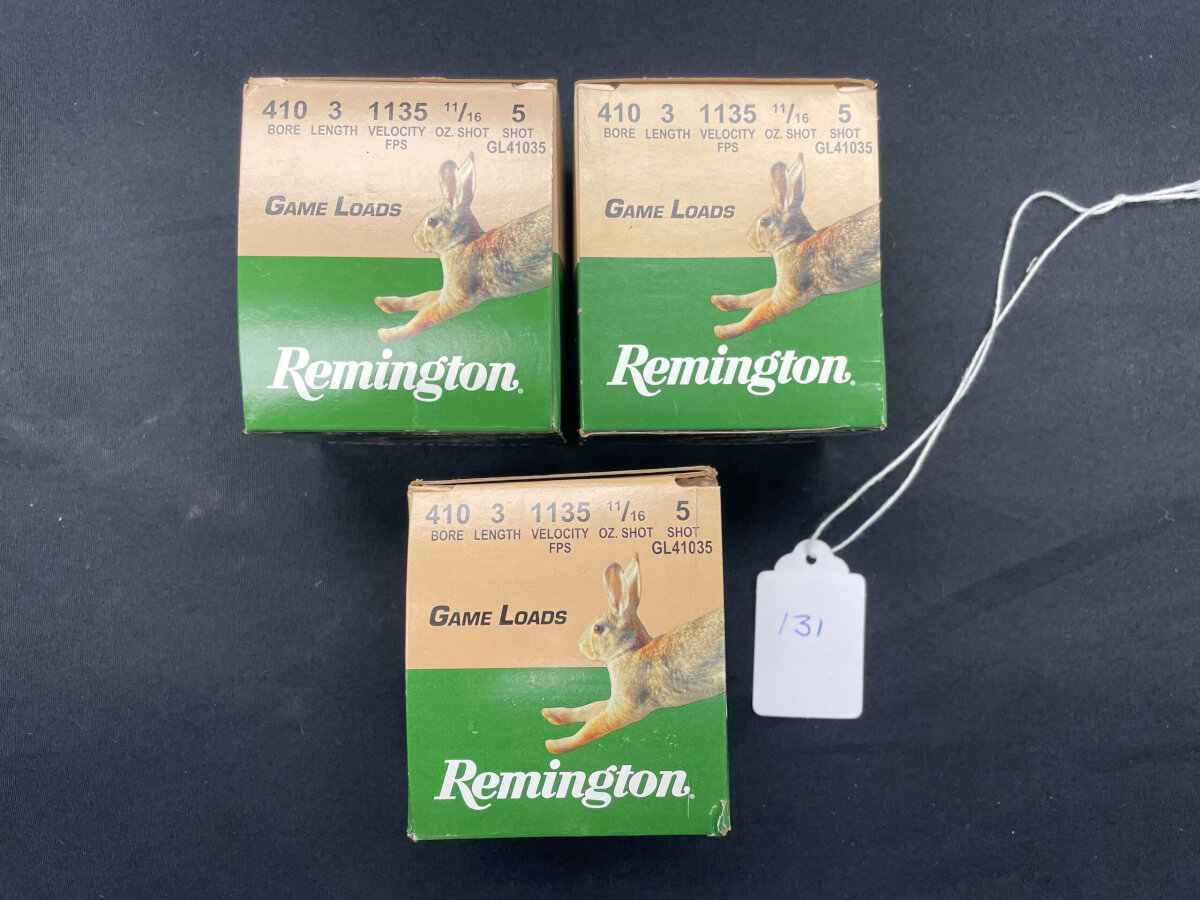 410 3 1135 11/16 5
BORE LENGTH VELOCITY OZ. SHOT SHOT
FPS GL41035
GAME LOADS
Remington®
410 3 1135 11/16 5
BORE LENGTH VELOCITY OZ. SHOT SHOT
FPS GL41035
GAME LOADS
Remington®
410 3 1135 11/16 5
BORE LENGTH VELOCITY OZ. SHOT SHOT
FPS GL41035
GAME LOADS
Remington®
131